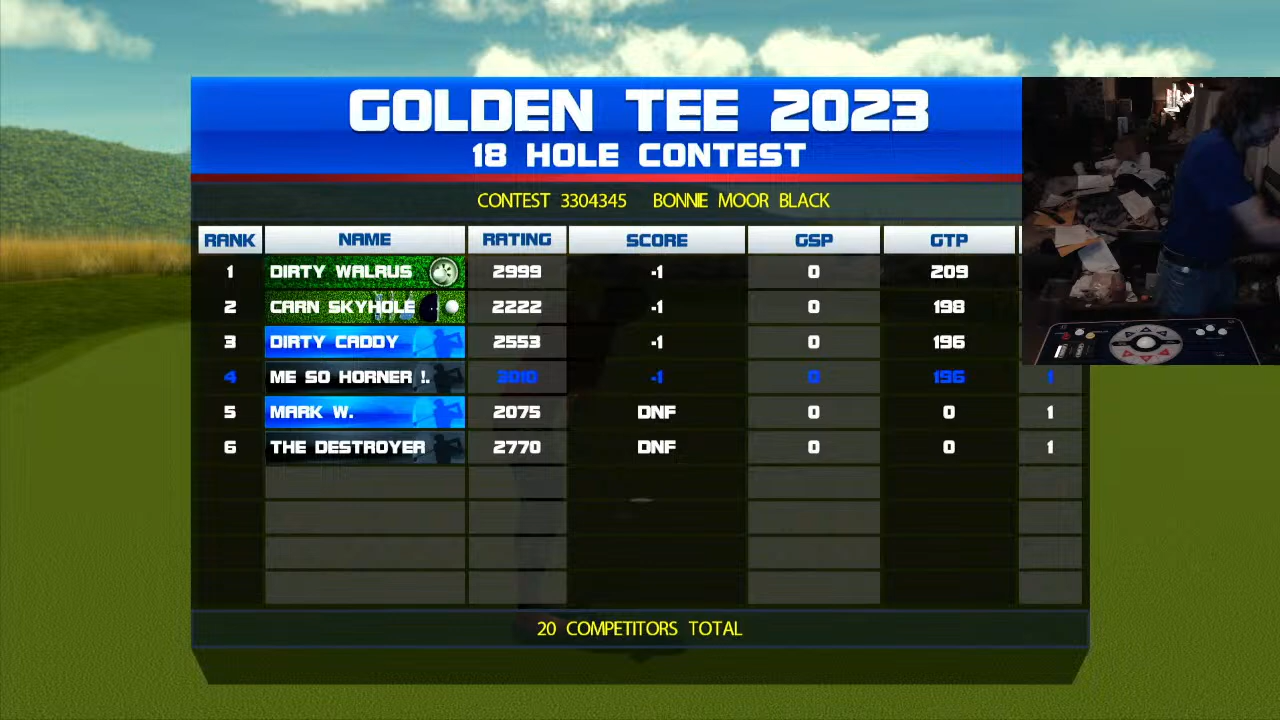 GOLDEN TEE 2023
18 HOLE CONTEST
CONTEST 3304345 BONNIE MOOR BLACK
RANK NAME RATING SCORE GSP GTP
1 DIRTY WALRUS 2999 -1 0 209
2 CARN SKYHOLE 2222 -1 0 198
3 DIRTY CADDY 2553 -1 0 196
4 ME SO HORNER !. 3010 -1 0 196 1
5 MARK W. 2075 DNF 0 0 1
6 THE DESTROYER 2770 DNF 0 0 1
20 COMPETITORS TOTAL